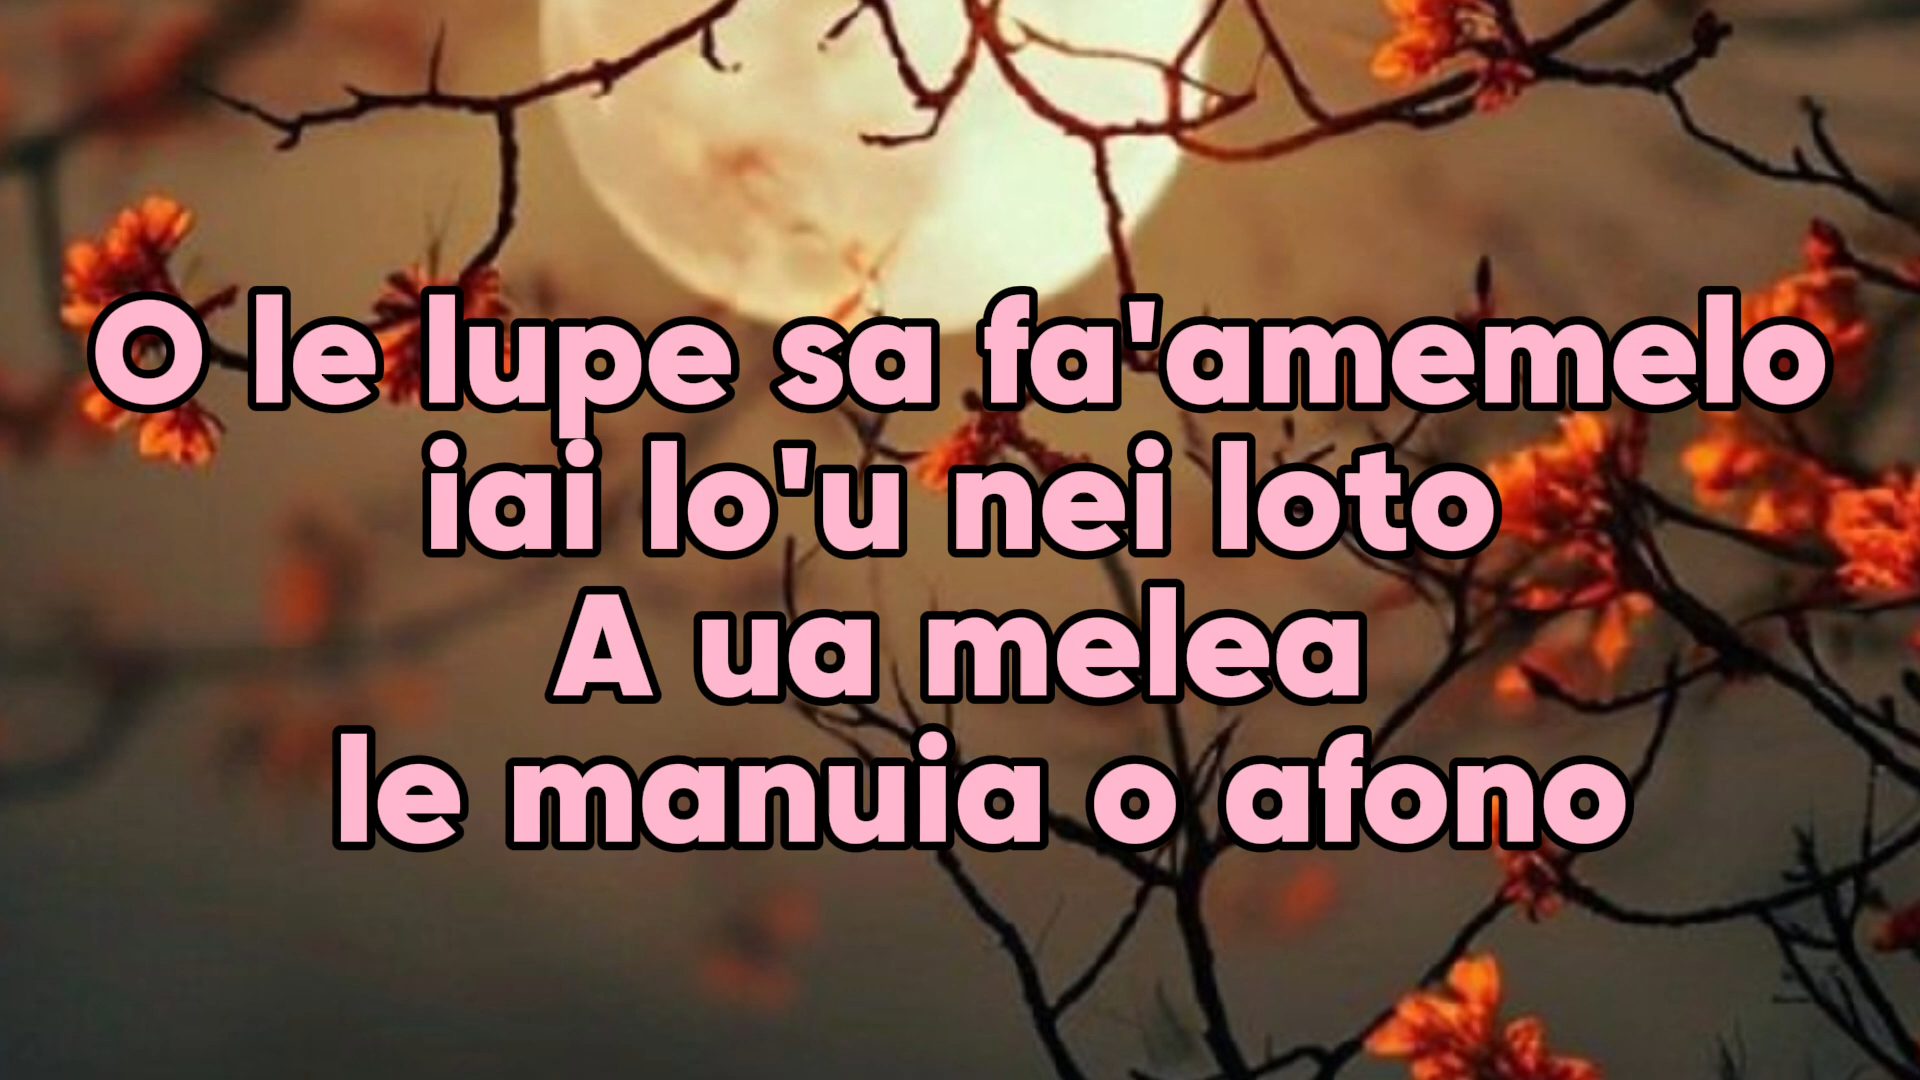 O le lupe sa fa'amemelo
iai lo'u nei loto
A ua melea
le manuia o afono